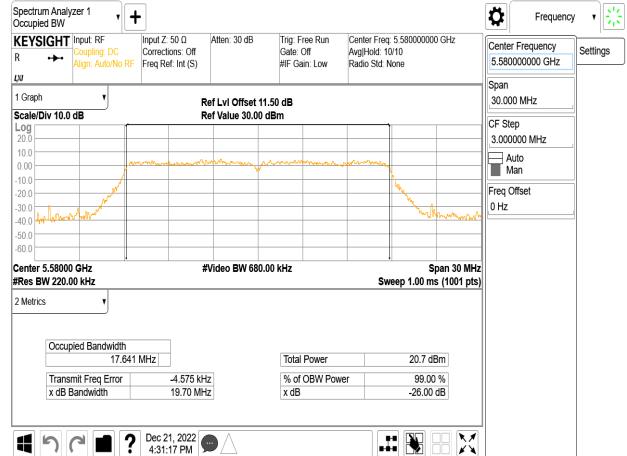 Spectrum Analyzer 1
Occupied BW
Frequency
KEYSIGHT
R
Input: RF
Coupling: DC
Align: Auto/No RF
Input Z: 50 Ω
Corrections: Off
Freq Ref: Int (S)
Atten: 30 dB
Trig: Free Run
Gate: Off
#IF Gain: Low
Center Freq: 5.580000000 GHz
Avg|Hold: 10/10
Radio Std: None
Center Frequency
5.580000000 GHz
Settings
Span
30.000 MHz
CF Step
3.000000 MHz
Auto
Man
Freq Offset
0 Hz
1 Graph
Scale/Div 10.0 dB
Ref Lvl Offset 11.50 dB
Ref Value 30.00 dBm
Log
20.0
10.0
0.00
-10.0
-20.0
-30.0
-40.0
-50.0
-60.0
Center 5.58000 GHz
#Video BW 680.00 kHz
Span 30 MHz
#Res BW 220.00 kHz
Sweep 1.00 ms (1001 pts)
2 Metrics
Occupied Bandwidth
17.641 MHz
Total Power
20.7 dBm
Transmit Freq Error
-4.575 kHz
% of OBW Power
99.00 %
x dB Bandwidth
19.70 MHz
x dB
-26.00 dB
?
Dec 21, 2022
4:31:17 PM